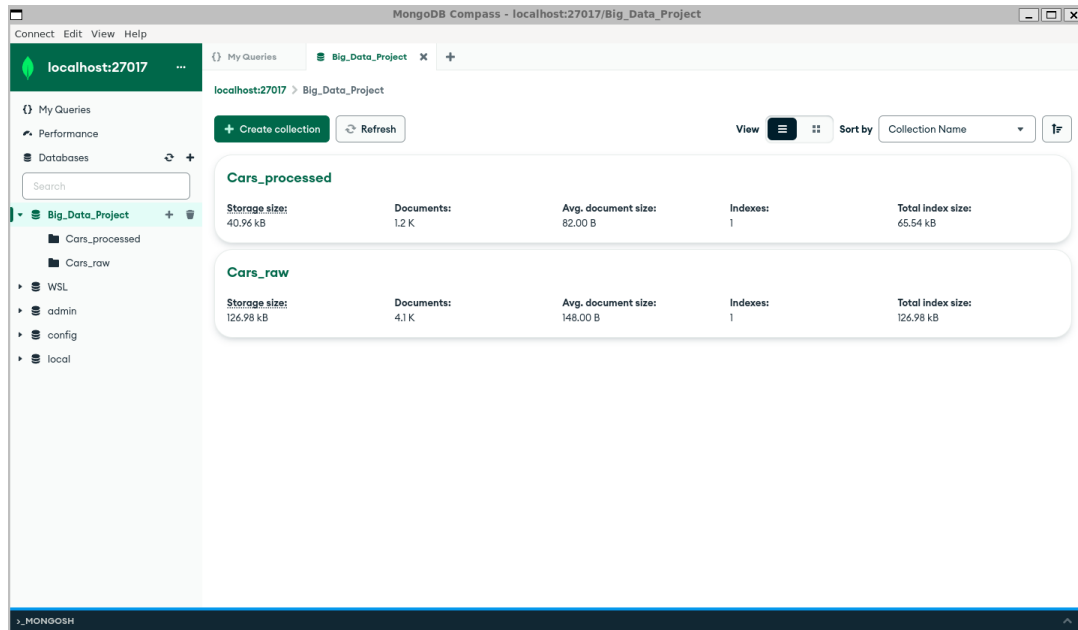 MongoDB Compass - localhost:27017/Big_Data_Project
Connect Edit View Help
localhost:27017 ...
{} My Queries
Big_Data_Project
localhost:27017 > Big_Data_Project
My Queries
Performance
Databases
Search
Big_Data_Project
Cars_processed
Cars_raw
WSL
admin
config
local
+ Create collection
Refresh
View
Sort by
Collection Name
Cars_processed
Storage size: Documents: Avg. document size: Indexes: Total index size:
40.96 kB 1.2 K 82.00 B 1 65.54 kB
Cars_raw
Storage size: Documents: Avg. document size: Indexes: Total index size:
126.98 kB 4.1 K 148.00 B 1 126.98 kB
>_MONGOSH